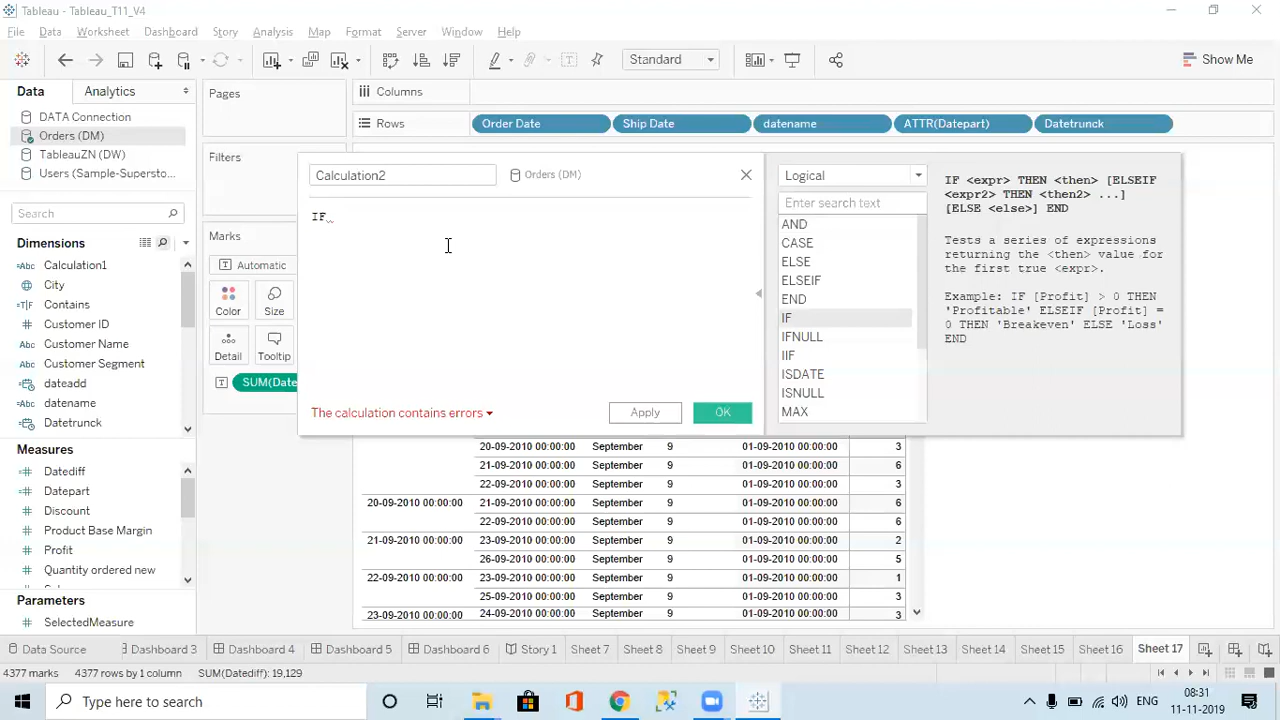 Tableau - Tableau_T11_V4
File Data Worksheet Dashboard Story Analysis Map Format Server Window Help
Standard
Show Me
Data Analytics
DATA Connection
Orders (DM)
TableauZN (DW)
Users (Sample-Supersto...
Search
Dimensions
Calculation1
City
Contains
Customer ID
Customer Name
Customer Segment
dateadd
datename
Datetrunck
Measures
Datediff
Datepart
Discount
Product Base Margin
Profit
Quantity ordered new
Parameters
SelectedMeasure
Pages
Filters
Marks
Automatic
Color Size
Detail Tooltip
SUM(Date
Columns
Rows Order Date Ship Date datename ATTR(Datepart) Datetrunck
Calculation2 Orders (DM)
IF
The calculation contains errors
Apply OK
Logical
Enter search text
AND
CASE
ELSE
ELSEIF
END
IF
IFNULL
IIF
ISDATE
ISNULL
MAX
IF <expr> THEN <then> [ELSEIF
<expr2> THEN <then2> ...]
[ELSE <else>] END
Tests a series of expressions
returning the <then> value for
the first true <expr>.
Example: IF [Profit] > 0 THEN
'Profitable' ELSEIF [Profit] =
0 THEN 'Breakeven' ELSE 'Loss'
END
20-09-2010 00:00:00 September 9 01-09-2010 00:00:00 3
21-09-2010 00:00:00 September 9 01-09-2010 00:00:00 6
22-09-2010 00:00:00 September 9 01-09-2010 00:00:00 3
20-09-2010 00:00:00 21-09-2010 00:00:00 September 9 01-09-2010 00:00:00 6
22-09-2010 00:00:00 September 9 01-09-2010 00:00:00 6
21-09-2010 00:00:00 23-09-2010 00:00:00 September 9 01-09-2010 00:00:00 2
26-09-2010 00:00:00 September 9 01-09-2010 00:00:00 5
22-09-2010 00:00:00 23-09-2010 00:00:00 September 9 01-09-2010 00:00:00 1
25-09-2010 00:00:00 September 9 01-09-2010 00:00:00 3
23-09-2010 00:00:00 24-09-2010 00:00:00 September 9 01-09-2010 00:00:00 3
Data Source Dashboard 3 Dashboard 4 Dashboard 5 Dashboard 6 Story 1 Sheet 7 Sheet 8 Sheet 9 Sheet 10 Sheet 11 Sheet 12 Sheet 13 Sheet 14 Sheet 15 Sheet 16 Sheet 17
4377 marks 4377 rows by 1 column SUM(Datediff): 19,129
Type here to search
ENG
08:31
11-11-2019